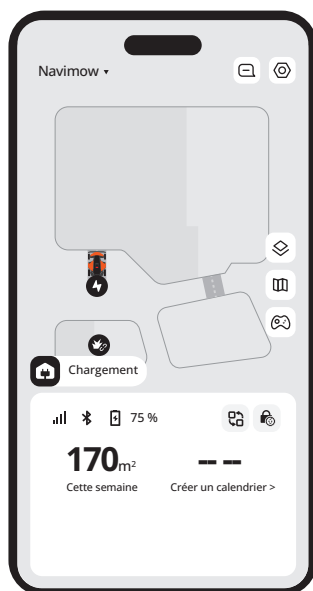 Navimow
Chargement
75 %
170m²
-- --
Cette semaine
Créer un calendrier >